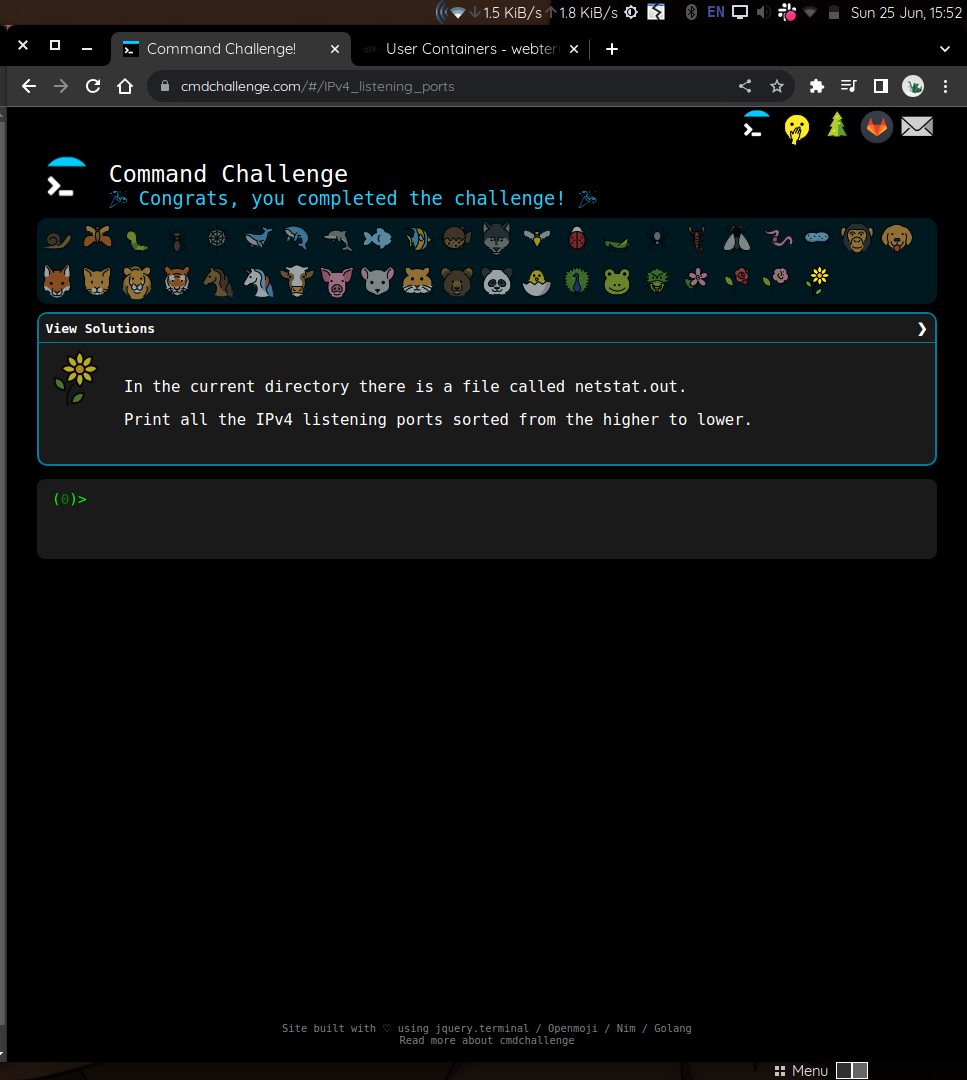 1.5 KiB/s 1.8 KiB/s EN Sun 25 Jun, 15:52
Command Challenge! User Containers - webter
cmdchallenge.com/#/IPv4_listening_ports
Command Challenge
Congrats, you completed the challenge!
View Solutions
In the current directory there is a file called netstat.out.
Print all the IPv4 listening ports sorted from the higher to lower.
(0)>
Site built with ♡ using jquery.terminal / Openmoji / Nim / Golang
Read more about cmdchallenge
Menu